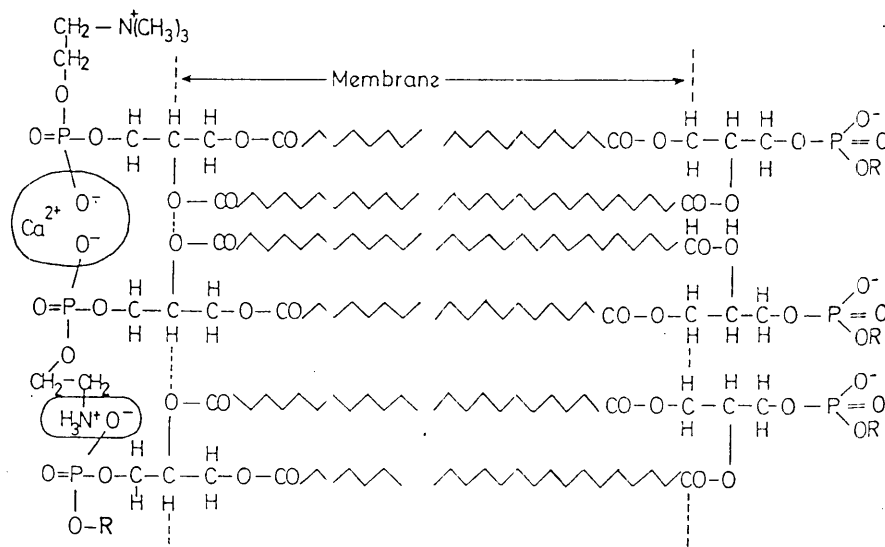 CH₂ – N⁺(CH₃)₃
CH₂
Membranz
O
H H H H H H O⁻
O=P – O – C – C – C – O – CO CO – O – C – C – C – O – P = O
H H H H OR
O⁻ O – CO CO – O
Ca²⁺
O⁻ O – CO CO – O H H
H H H H O⁻
O=P – O – C – C – C – O – CO CO – O – C – C – C – O – P = O
H H H H H H OR
O
CH₂ – CH₂ H H H O⁻
H₃N⁺ O⁻ O – CO CO – O – C – C – C – O – P = O
H H H H H OR
O=P – O – C – C – C – O – CO CO – O
H H H
O – R